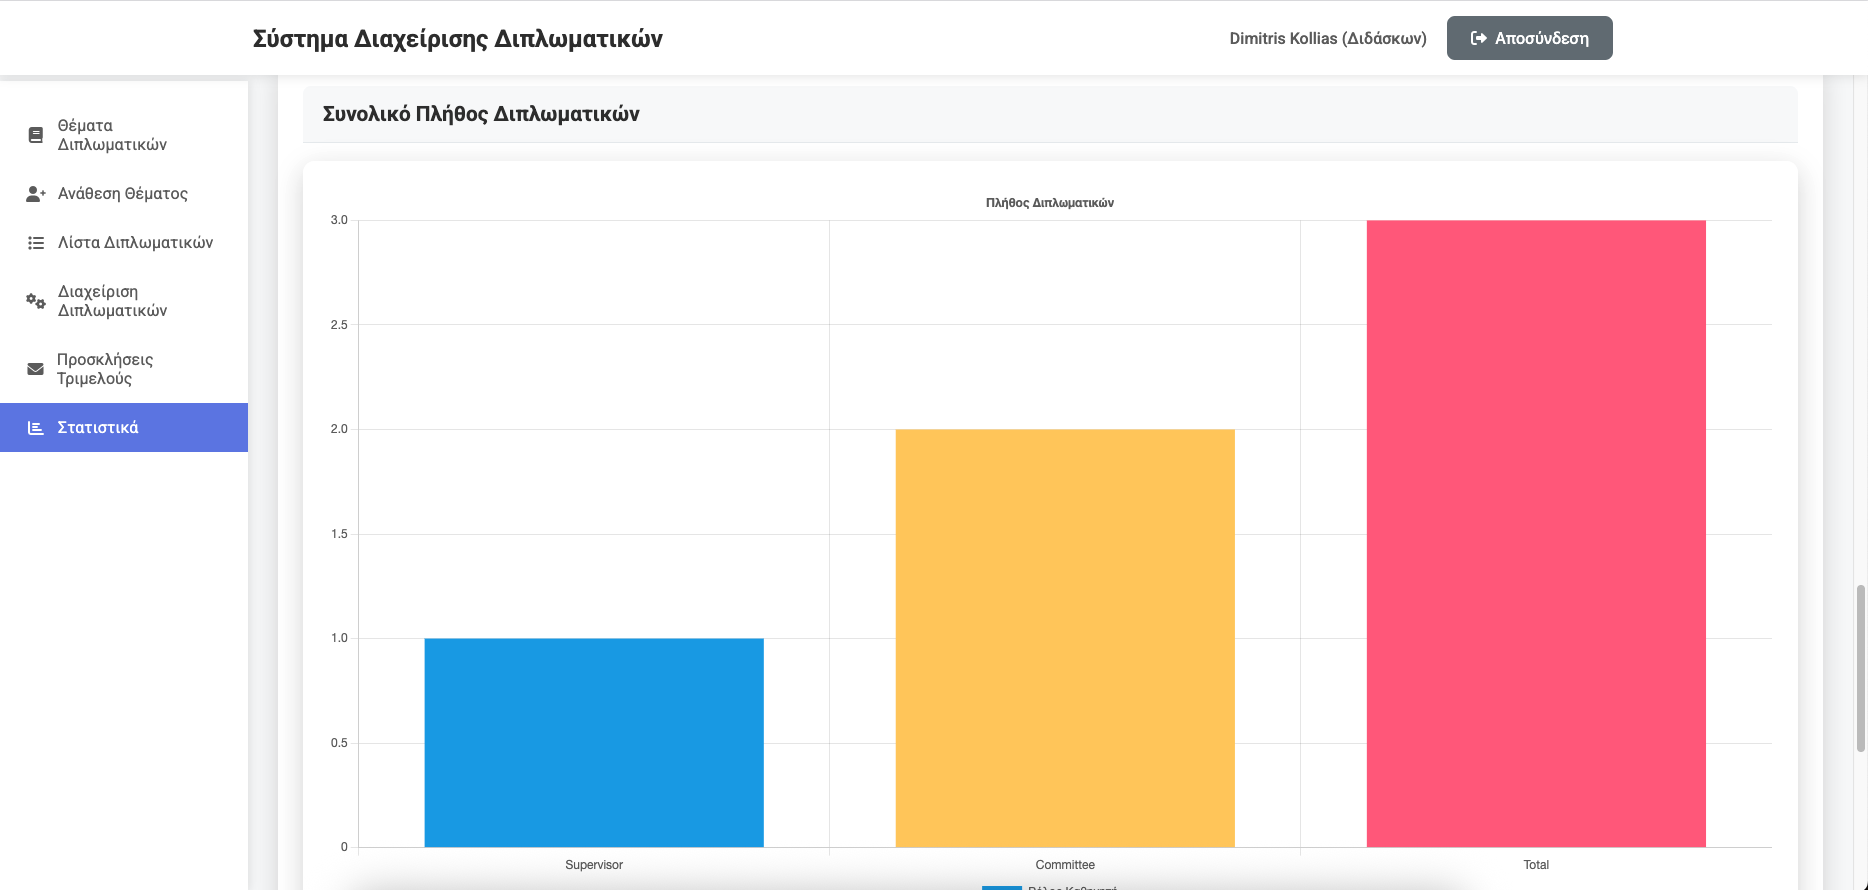 Σύστημα Διαχείρισης Διπλωματικών
Dimitris Kollias (Διδάσκων)
Αποσύνδεση
Θέματα
Διπλωματικών
Ανάθεση Θέματος
Λίστα Διπλωματικών
Διαχείριση
Διπλωματικών
Προσκλήσεις
Τριμελούς
Στατιστικά
Συνολικό Πλήθος Διπλωματικών
Πλήθος Διπλωματικών
3.0
2.5
2.0
1.5
1.0
0.5
0
Supervisor
Committee
Total